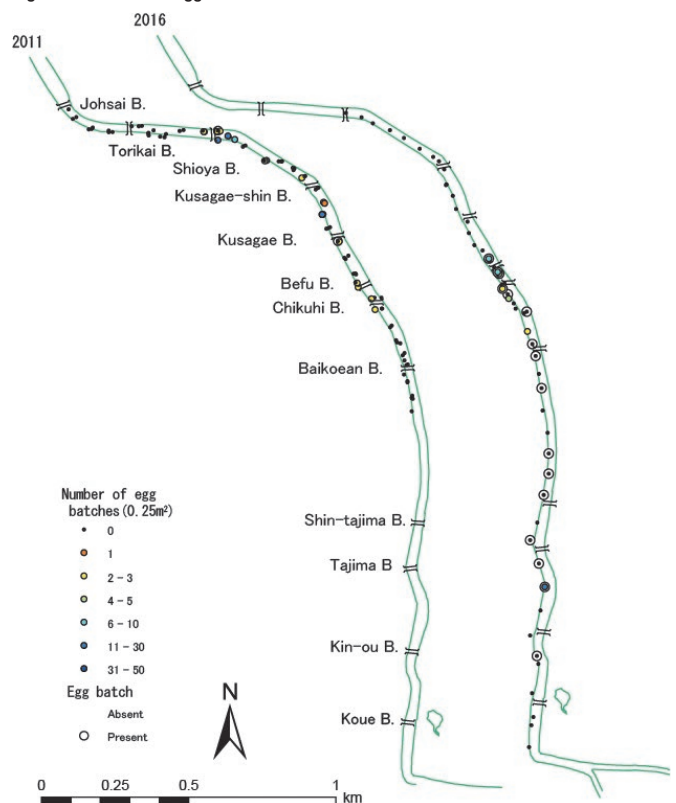 2016
2011
Johsai B.
Torikai B.
Shioya B.
Kusagae-shin B.
Kusagae B.
Befu B.
Chikuhi B.
Baikoean B.
Shin-tajima B.
Tajima B
Kin-ou B.
Koue B.
Number of egg
batches(0.25m²)
0
1
2-3
4-5
6-10
11-30
31-50
Egg batch
Absent
Present
N
0 0.25 0.5 1
km